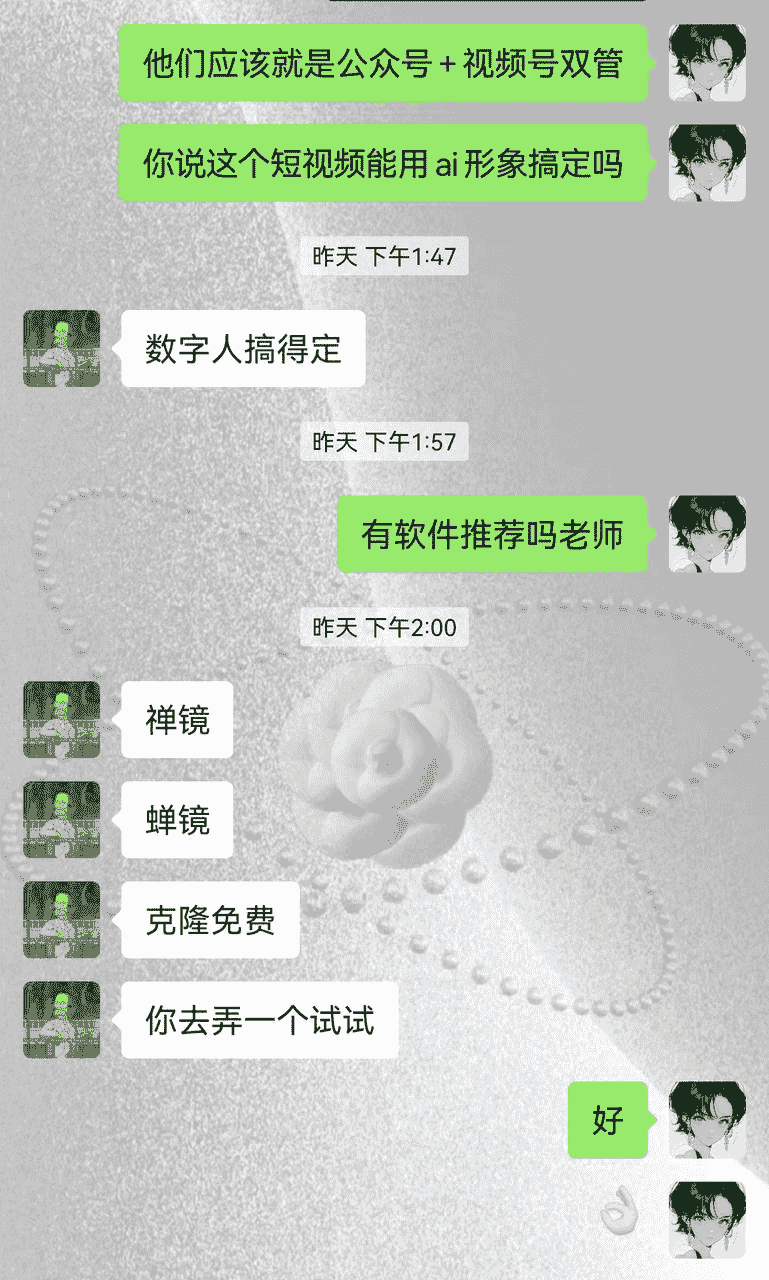 他们应该就是公众号+视频号双管
你说这个短视频能用ai形象搞定吗
昨天 下午1:47
数字人搞得定
昨天 下午1:57
有软件推荐吗老师
昨天 下午2:00
禅镜
蝉镜
克隆免费
你去弄一个试试
好